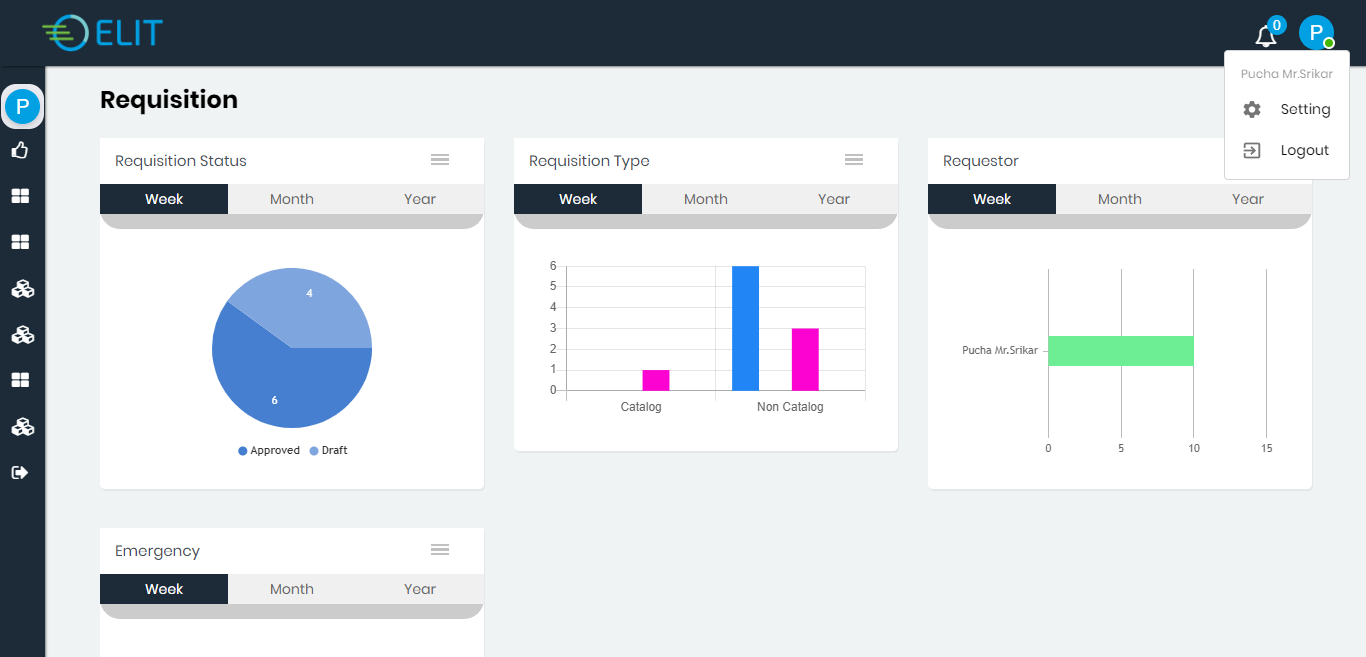 ELIT
0
P
Pucha Mr.Srikar
Setting
Logout
P
Requisition
Requisition Status
Week Month Year
4
6
Approved Draft
Requisition Type
Week Month Year
6
5
4
3
2
1
0
Catalog Non Catalog
Requestor
Week Month Year
Pucha Mr.Srikar
0 5 10 15
Emergency
Week Month Year